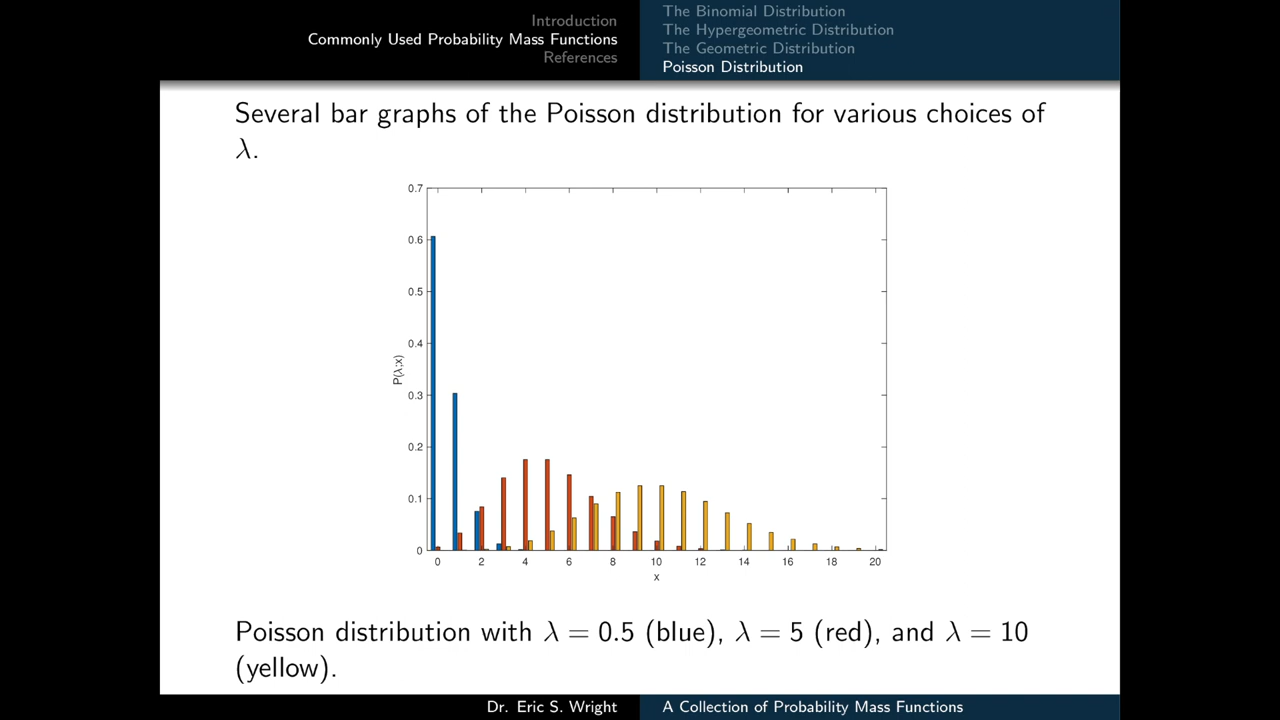 Introduction
Commonly Used Probability Mass Functions
References
The Binomial Distribution
The Hypergeometric Distribution
The Geometric Distribution
Poisson Distribution
Several bar graphs of the Poisson distribution for various choices of
λ.
0.7
0.6
0.5
0.4
0.3
0.2
0.1
0
P(λ;x)
0 2 4 6 8 10 12 14 16 18 20
x
Poisson distribution with λ = 0.5 (blue), λ = 5 (red), and λ = 10
(yellow).
Dr. Eric S. Wright
A Collection of Probability Mass Functions